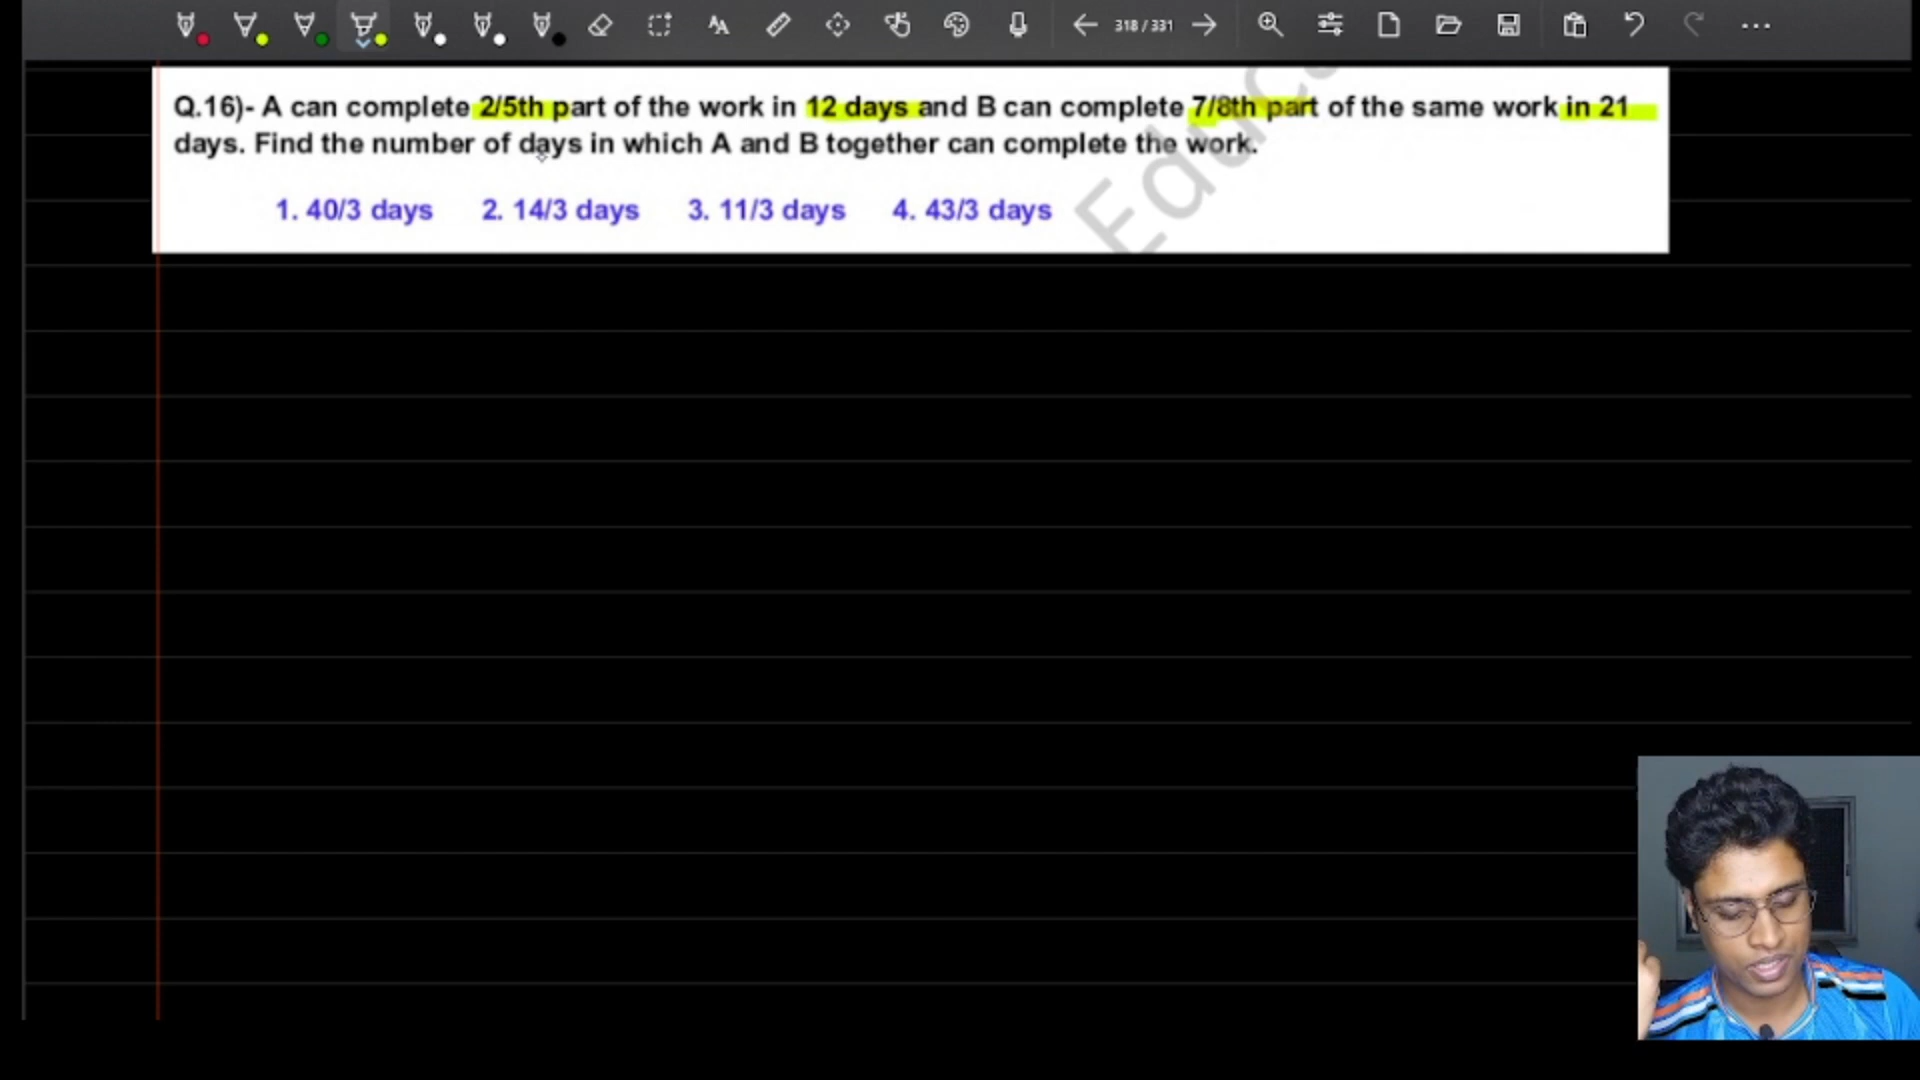 318 / 331
Q.16)- A can complete 2/5th part of the work in 12 days and B can complete 7/8th part of the same work in 21
days. Find the number of days in which A and B together can complete the work.
1. 40/3 days 2. 14/3 days 3. 11/3 days 4. 43/3 days